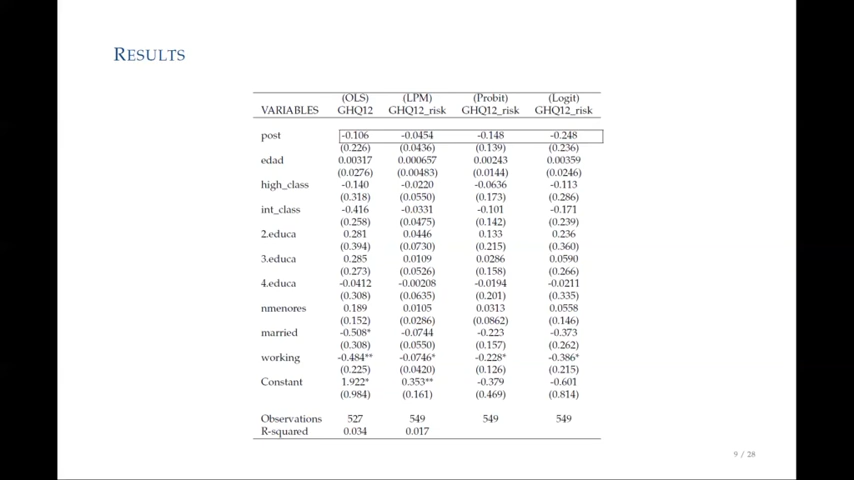 RESULTS
(OLS) (LPM) (Probit) (Logit)
VARIABLES GHQ12 GHQ12_risk GHQ12_risk GHQ12_risk
post -0.106 -0.0454 -0.148 -0.248
(0.226) (0.0436) (0.139) (0.236)
edad 0.00317 0.000657 0.00243 0.00359
(0.0276) (0.00483) (0.0144) (0.0246)
high_class -0.140 -0.0220 -0.0636 -0.113
(0.318) (0.0550) (0.173) (0.286)
int_class -0.416 -0.0331 -0.101 -0.171
(0.258) (0.0475) (0.142) (0.239)
2.educa 0.281 0.0446 0.133 0.236
(0.394) (0.0730) (0.215) (0.360)
3.educa 0.285 0.0109 0.0286 0.0590
(0.273) (0.0526) (0.158) (0.266)
4.educa -0.0412 -0.00208 -0.0194 -0.0211
(0.308) (0.0635) (0.201) (0.335)
nmenores 0.189 0.0105 0.0313 0.0558
(0.152) (0.0286) (0.0862) (0.146)
married -0.508* -0.0744 -0.223 -0.373
(0.308) (0.0550) (0.157) (0.262)
working -0.484** -0.0746* -0.228* -0.386*
(0.225) (0.0420) (0.126) (0.215)
Constant 1.922* 0.353** -0.379 -0.601
(0.984) (0.161) (0.469) (0.814)
Observations 527 549 549 549
R-squared 0.034 0.017
9 / 28